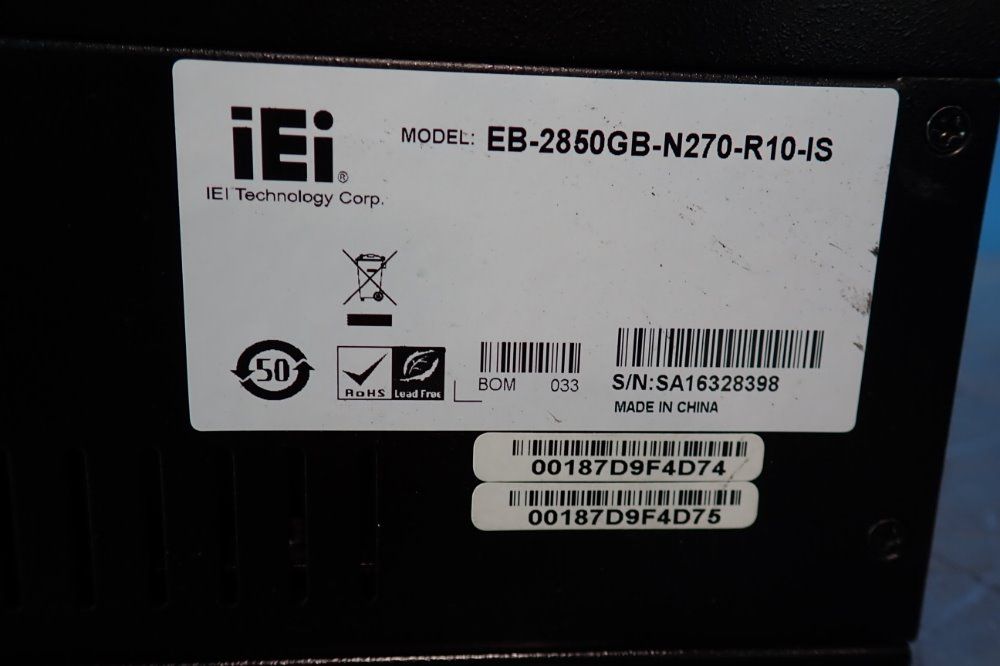 iEi®
IEI Technology Corp.
MODEL: EB-2850GB-N270-R10-IS
50
RoHS
Lead Free
BOM 033
S/N:SA16328398
MADE IN CHINA
00187D9F4D74
00187D9F4D75